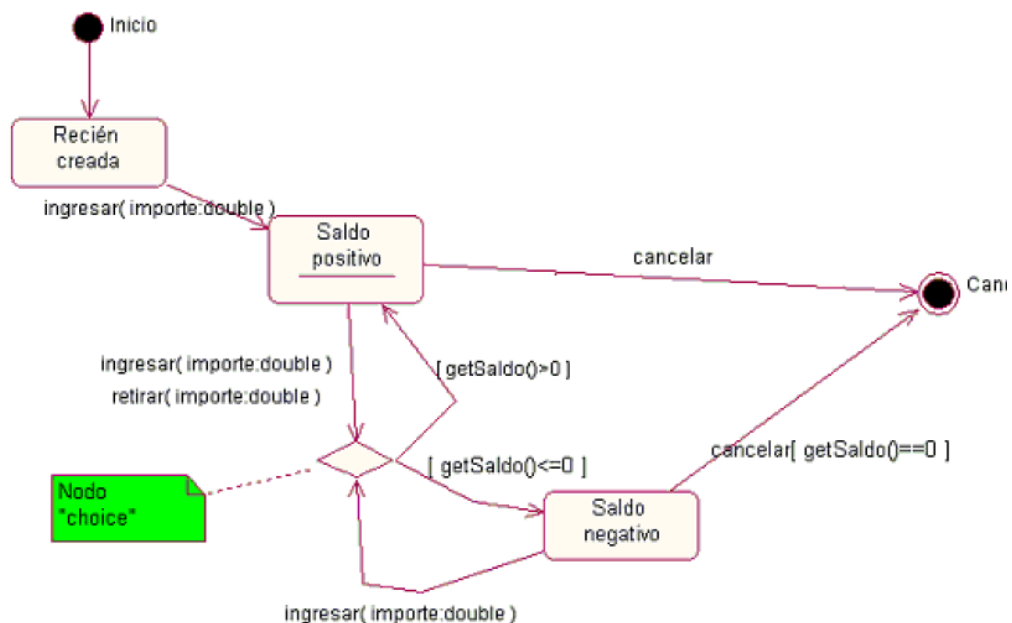 Inicio
Recién
creada
ingresar( importe:double )
Saldo
positivo
cancelar
ingresar( importe:double )
retirar( importe:double )
[ getSaldo()>0 ]
[ getSaldo()<=0 ]
cancelar[ getSaldo()==0 ]
Nodo
"choice"
Saldo
negativo
ingresar( importe:double )